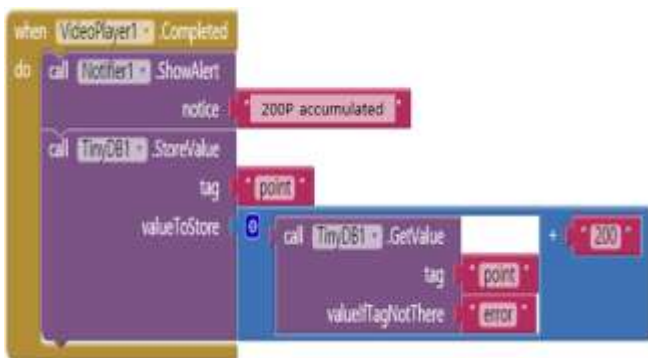 when VideoPlayer1 .Completed
do call Notifier1 .ShowAlert
notice " 200P accumulated "
call TinyDB1 .StoreValue
tag " point "
valueToStore call TinyDB1 .GetValue + " 200 "
tag " point "
valueIfTagNotThere " error "